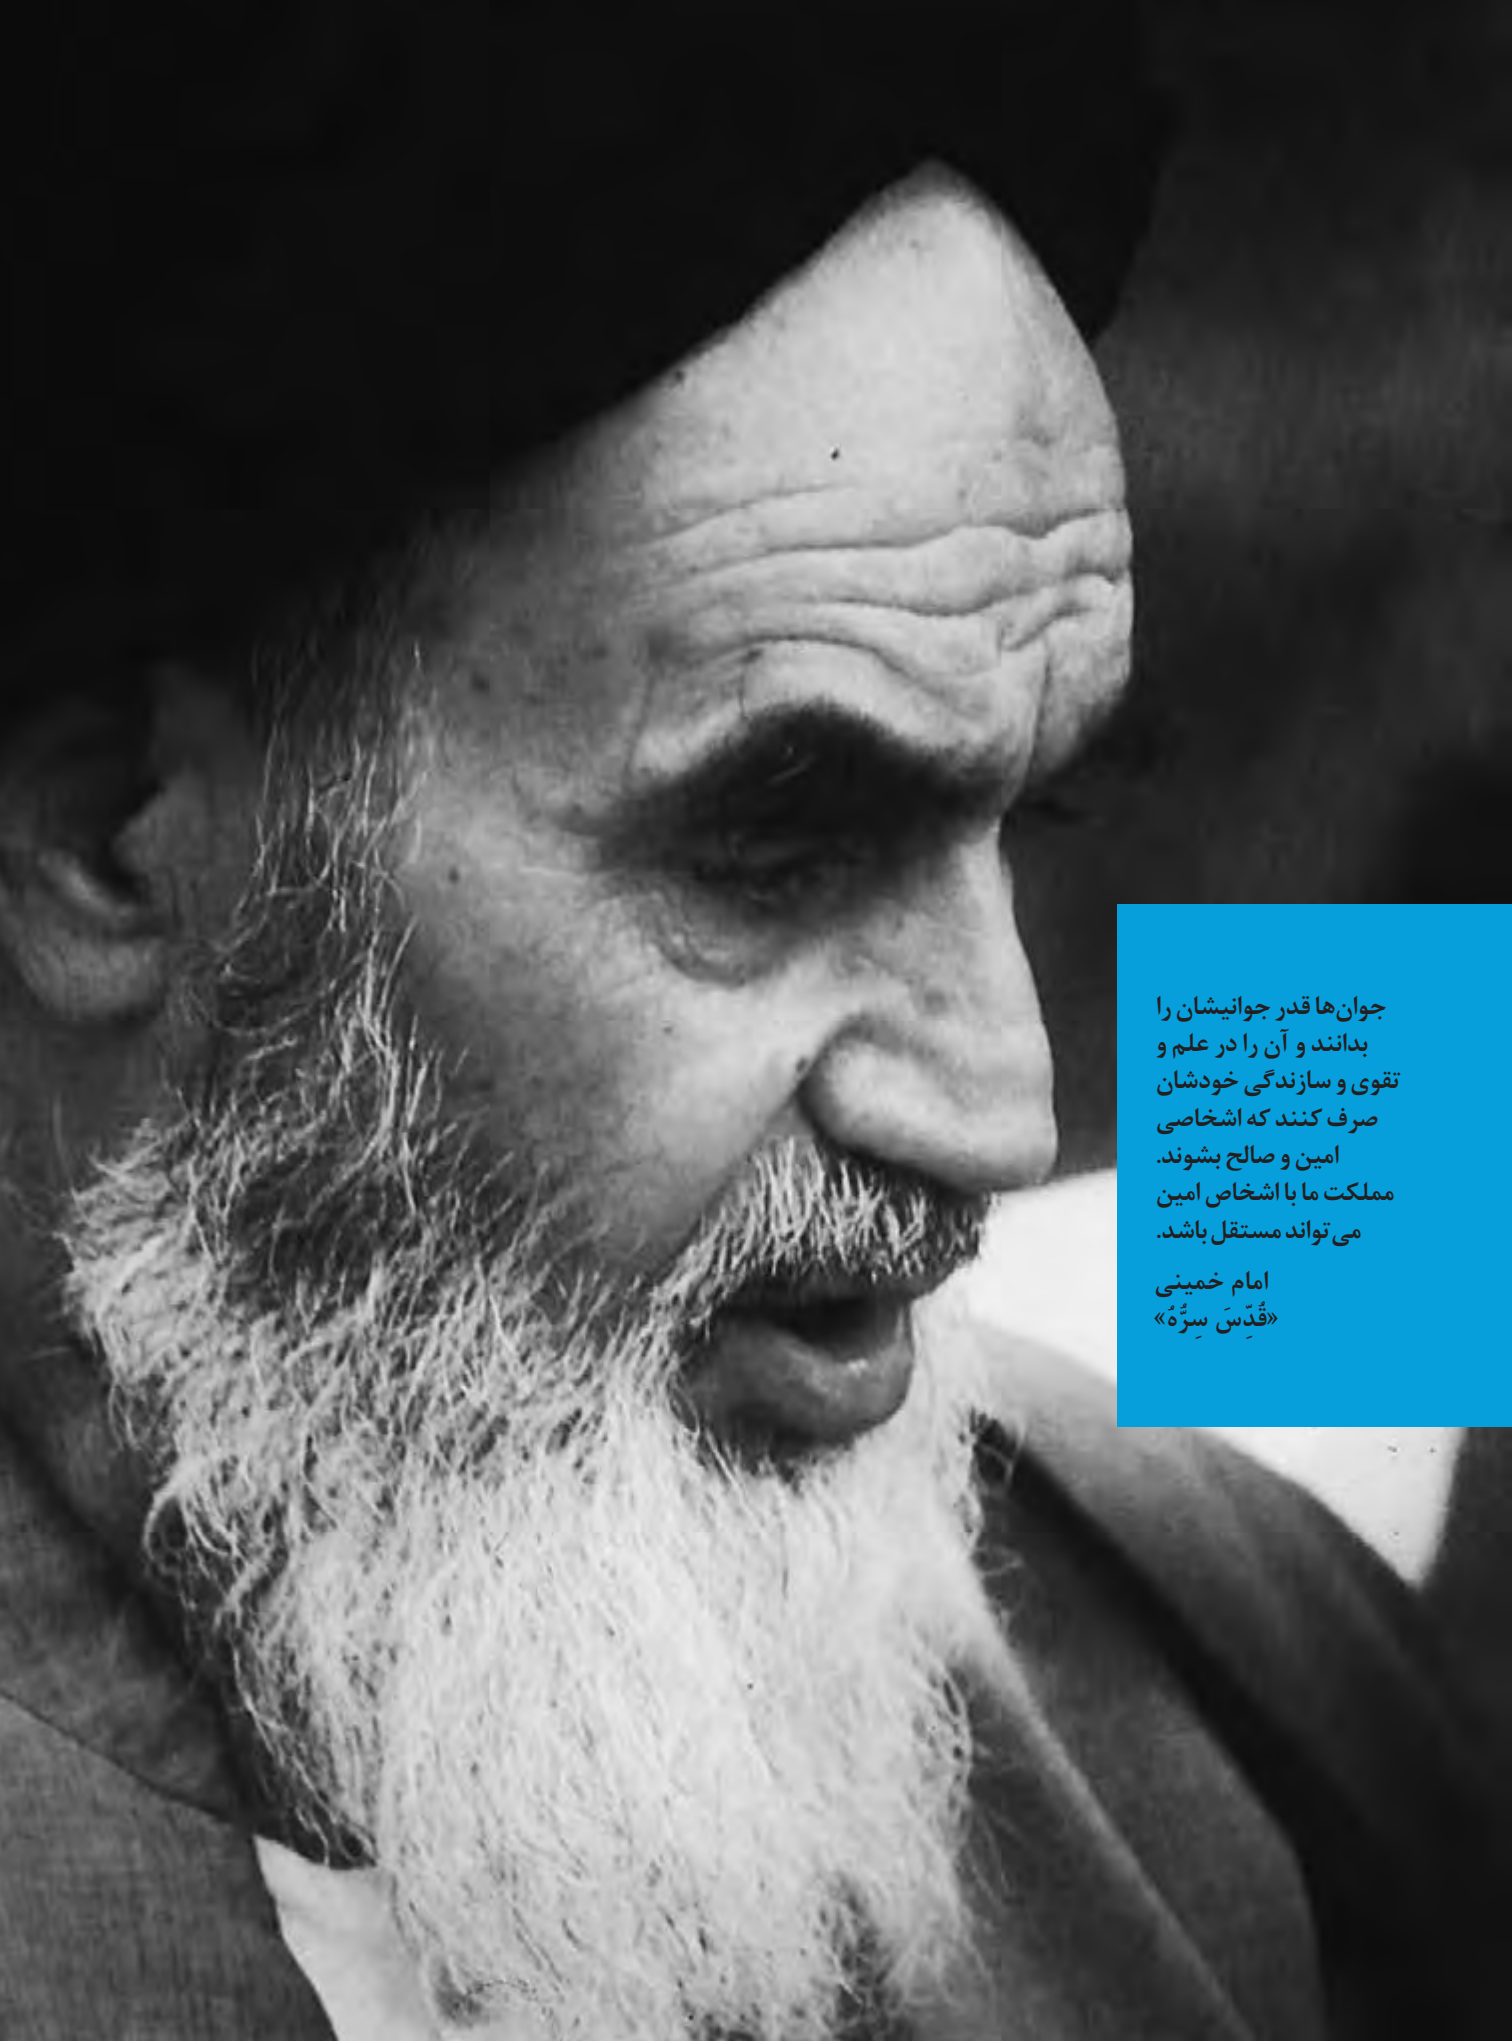 جوان‌ها قدر جوانیشان را
بدانند و آن را در علم و
تقوی و سازندگی خودشان
صرف کنند که اشخاصی
امین و صالح بشوند.
مملکت ما با اشخاص امین
می‌تواند مستقل باشد.
امام خمینی
«قُدِّسَ سِرُّهُ»